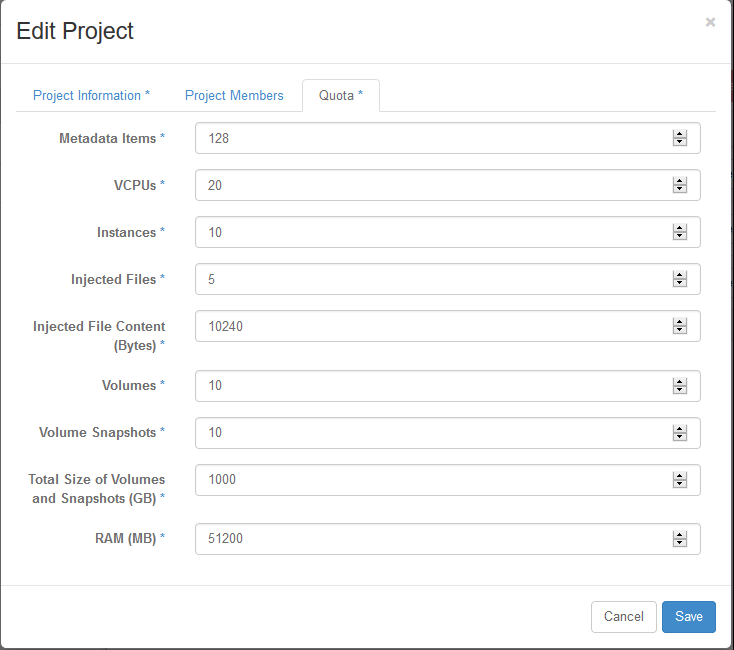 Edit Project
×
Project Information *
Project Members
Quota *
Metadata Items *
128
VCPUs *
20
Instances *
10
Injected Files *
5
Injected File Content
(Bytes) *
10240
Volumes *
10
Volume Snapshots *
10
Total Size of Volumes
and Snapshots (GB) *
1000
RAM (MB) *
51200
Cancel
Save